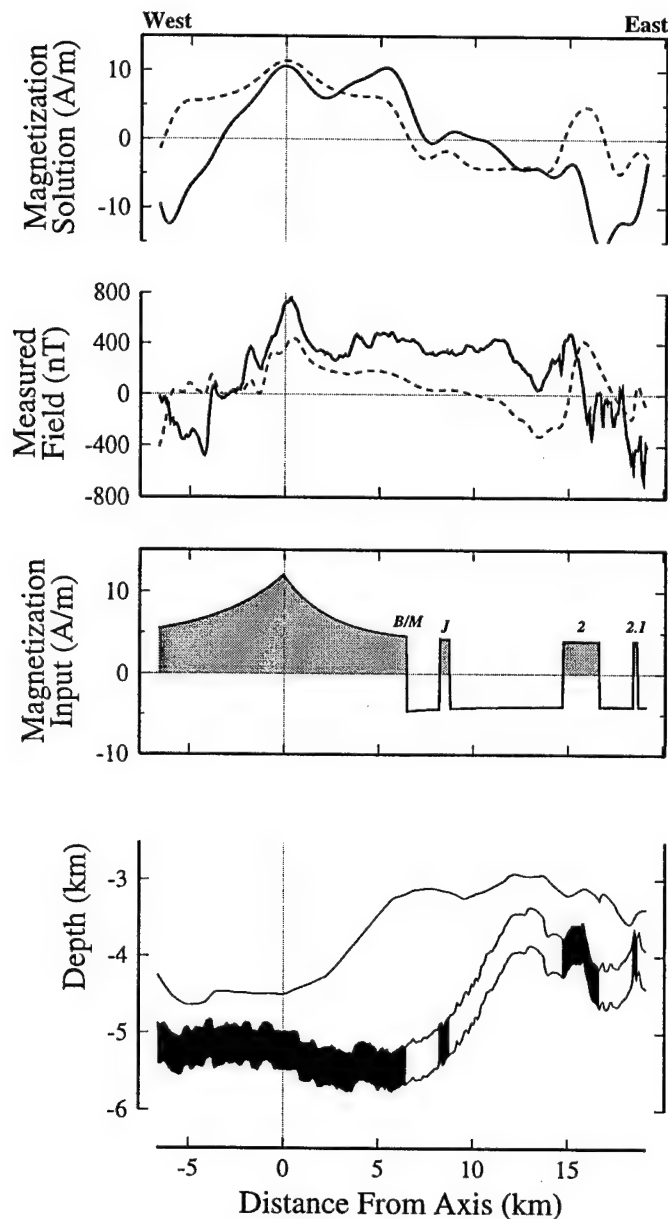 West East
Magnetization
Solution (A/m)
10
0
-10
Measured
Field (nT)
800
400
0
-400
-800
Magnetization
Input (A/m)
10
0
-10
B/M J 2 2.1
Depth (km)
-3
-4
-5
-6
-5 0 5 10 15
Distance From Axis (km)